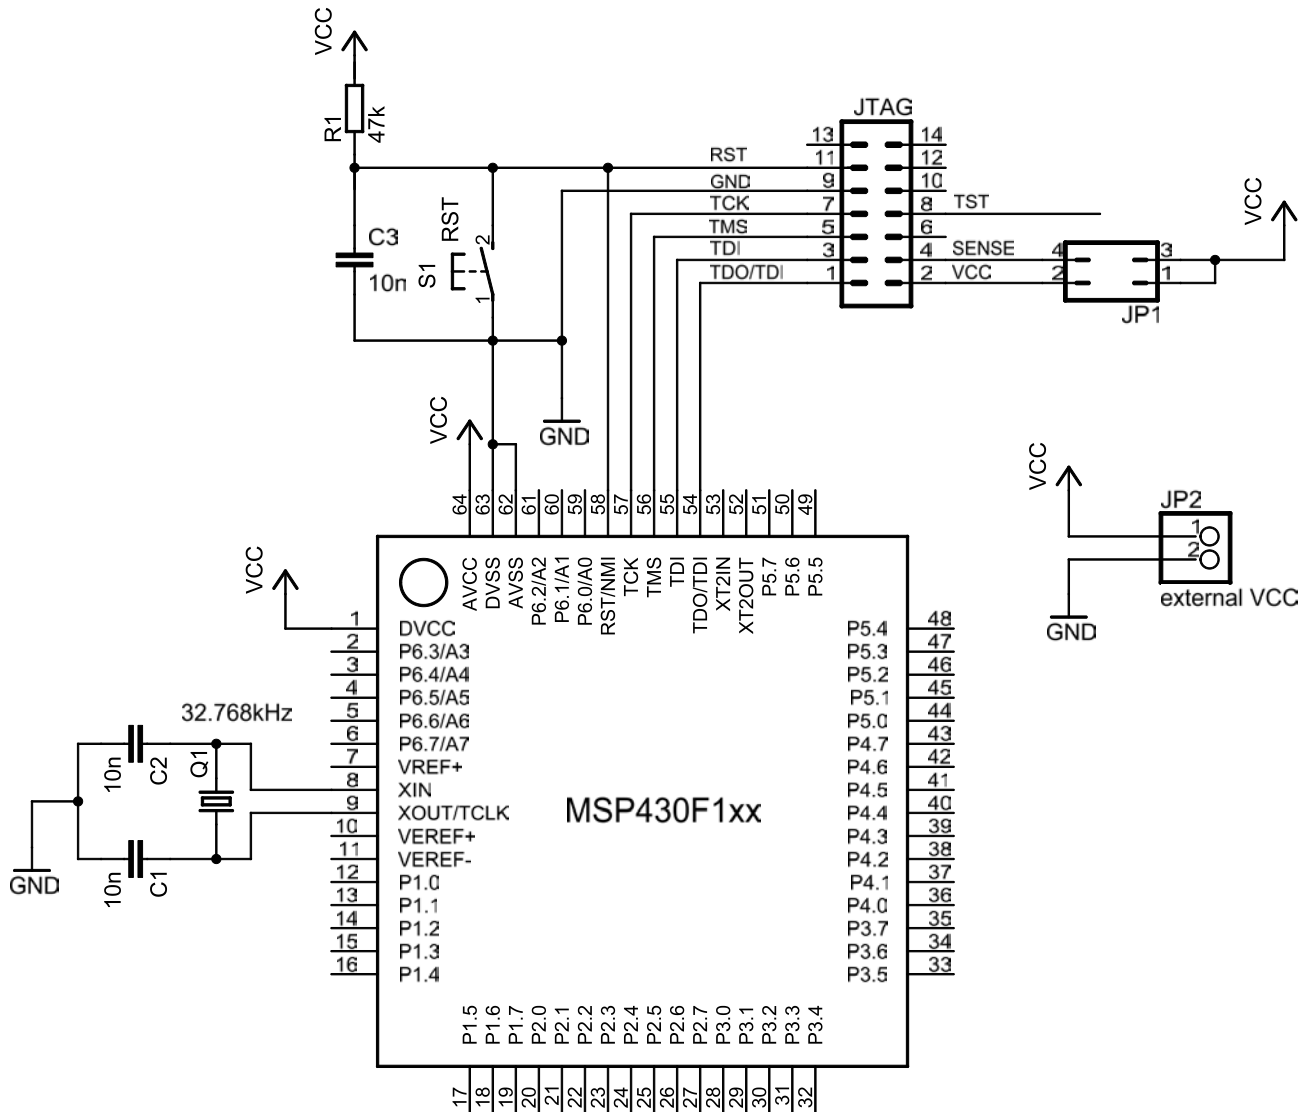 VCC
R1
47k
C3
10n
RST
S1
2
1
GND
VCC
JTAG
13
11
9
7
5
3
1
14
12
10
8
6
4
2
RST
GND
TCK
TMS
TDI
TDO/TDI
TST
SENSE
VCC
4
2
3
1
JP1
VCC
VCC
JP2
1
2
external VCC
GND
64
63
62
61
60
59
58
57
56
55
54
53
52
51
50
49
AVCC
DVSS
AVSS
P6.2/A2
P6.1/A1
P6.0/A0
RST/NMI
TCK
TMS
TDI
TDO/TDI
XT2IN
XT2OUT
P5.7
P5.6
P5.5
VCC
1 DVCC
2 P6.3/A3
3 P6.4/A4
4 P6.5/A5
5 P6.6/A6
6 P6.7/A7
7 VREF+
8 XIN
9 XOUT/TCLK
10 VEREF+
11 VEREF-
12 P1.0
13 P1.1
14 P1.2
15 P1.3
16 P1.4
32.768kHz
Q1
10n
C2
10n
C1
GND
MSP430F1xx
P5.4 48
P5.3 47
P5.2 46
P5.1 45
P5.0 44
P4.7 43
P4.6 42
P4.5 41
P4.4 40
P4.3 39
P4.2 38
P4.1 37
P4.0 36
P3.7 35
P3.6 34
P3.5 33
P1.5
P1.6
P1.7
P2.0
P2.1
P2.2
P2.3
P2.4
P2.5
P2.6
P2.7
P3.0
P3.1
P3.2
P3.3
P3.4
17
18
19
20
21
22
23
24
25
26
27
28
29
30
31
32